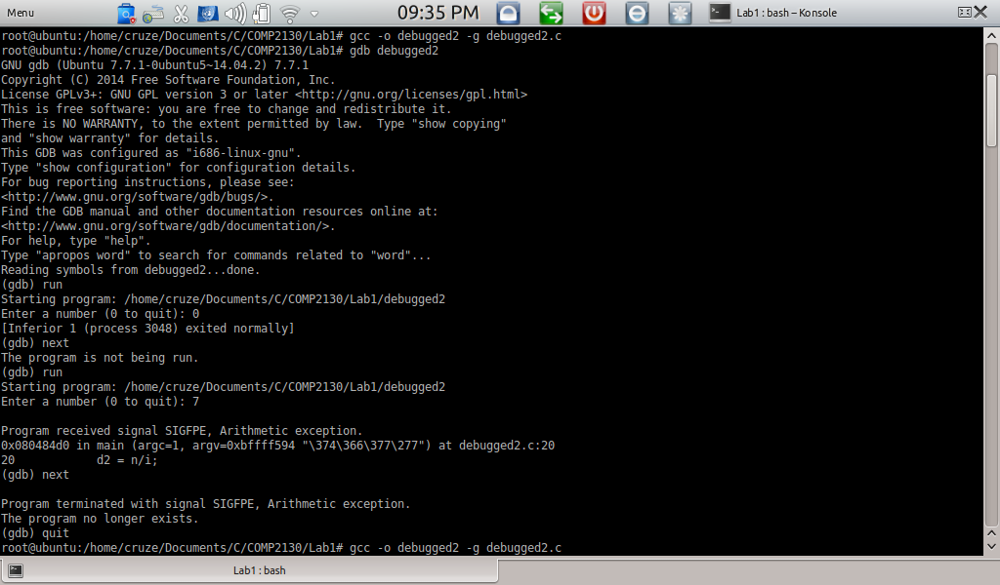 Menu
09:35 PM
Lab1 : bash – Konsole
root@ubuntu:/home/cruze/Documents/C/COMP2130/Lab1# gcc -o debugged2 -g debugged2.c
root@ubuntu:/home/cruze/Documents/C/COMP2130/Lab1# gdb debugged2
GNU gdb (Ubuntu 7.7.1-0ubuntu5~14.04.2) 7.7.1
Copyright (C) 2014 Free Software Foundation, Inc.
License GPLv3+: GNU GPL version 3 or later <http://gnu.org/licenses/gpl.html>
This is free software: you are free to change and redistribute it.
There is NO WARRANTY, to the extent permitted by law.  Type "show copying"
and "show warranty" for details.
This GDB was configured as "i686-linux-gnu".
Type "show configuration" for configuration details.
For bug reporting instructions, please see:
<http://www.gnu.org/software/gdb/bugs/>.
Find the GDB manual and other documentation resources online at:
<http://www.gnu.org/software/gdb/documentation/>.
For help, type "help".
Type "apropos word" to search for commands related to "word"...
Reading symbols from debugged2...done.
(gdb) run
Starting program: /home/cruze/Documents/C/COMP2130/Lab1/debugged2
Enter a number (0 to quit): 0
[Inferior 1 (process 3048) exited normally]
(gdb) next
The program is not being run.
(gdb) run
Starting program: /home/cruze/Documents/C/COMP2130/Lab1/debugged2
Enter a number (0 to quit): 7
Program received signal SIGFPE, Arithmetic exception.
0x080484d0 in main (argc=1, argv=0xbffff594 "\374\366\377\277") at debugged2.c:20
20          d2 = n/i;
(gdb) next
Program terminated with signal SIGFPE, Arithmetic exception.
The program no longer exists.
(gdb) quit
root@ubuntu:/home/cruze/Documents/C/COMP2130/Lab1# gcc -o debugged2 -g debugged2.c
Lab1 : bash